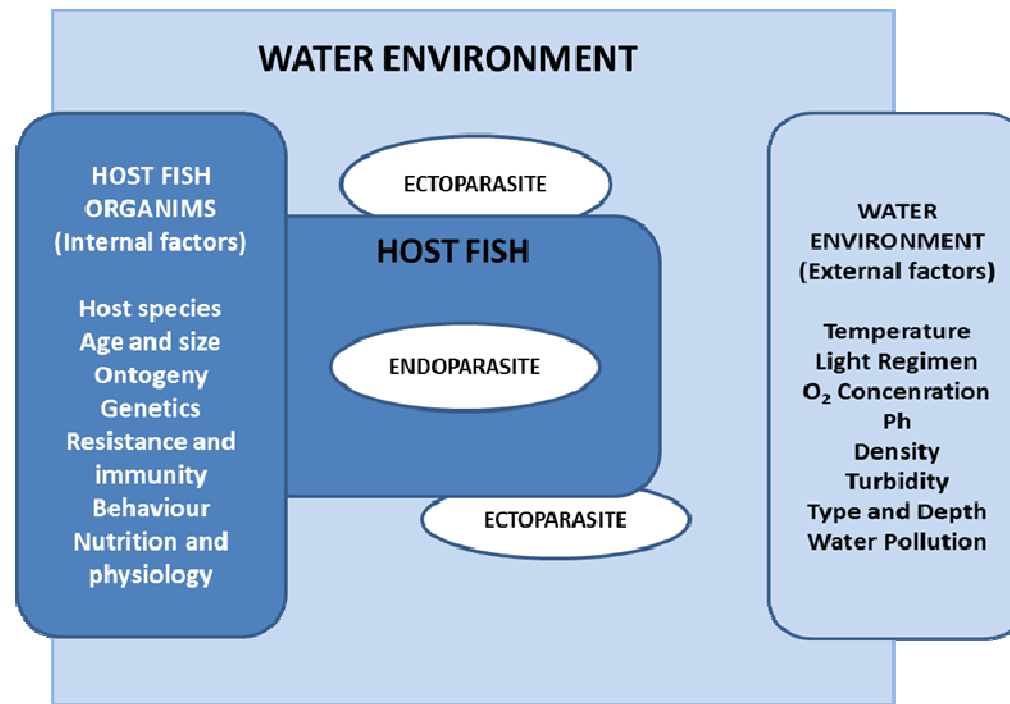 WATER ENVIRONMENT
HOST FISH
ORGANIMS
(Internal factors)
Host species
Age and size
Ontogeny
Genetics
Resistance and
immunity
Behaviour
Nutrition and
physiology
ECTOPARASITE
HOST FISH
ENDOPARASITE
ECTOPARASITE
WATER
ENVIRONMENT
(External factors)
Temperature
Light Regimen
O₂ Concenration
Ph
Density
Turbidity
Type and Depth
Water Pollution